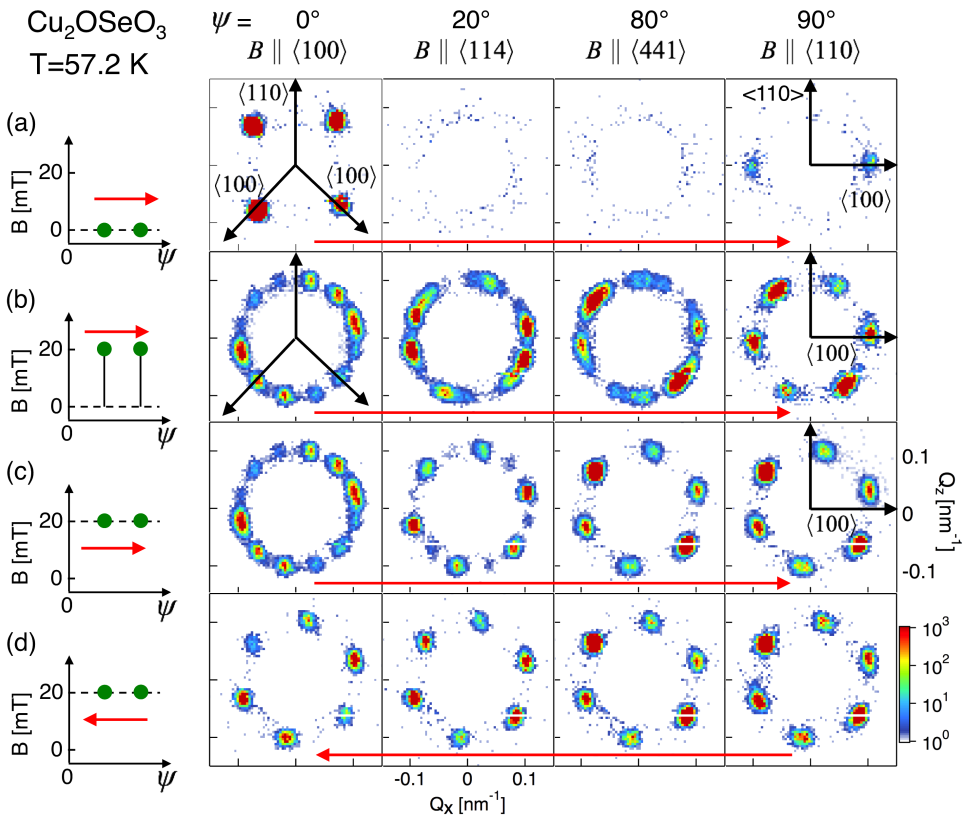 Cu₂OSeO₃
T=57.2 K
ψ = 0° 20° 80° 90°
B ∥ ⟨100⟩ B ∥ ⟨114⟩ B ∥ ⟨441⟩ B ∥ ⟨110⟩
(a)
B [mT]
20
0
0
ψ
⟨110⟩
⟨100⟩
⟨100⟩
<110>
⟨100⟩
(b)
B [mT]
20
0
0
ψ
⟨100⟩
(c)
B [mT]
20
0
0
ψ
⟨100⟩
0.1
0
-0.1
Qz [nm⁻¹]
(d)
B [mT]
20
0
0
ψ
10³
10²
10¹
10⁰
-0.1 0 0.1
Qx [nm⁻¹]